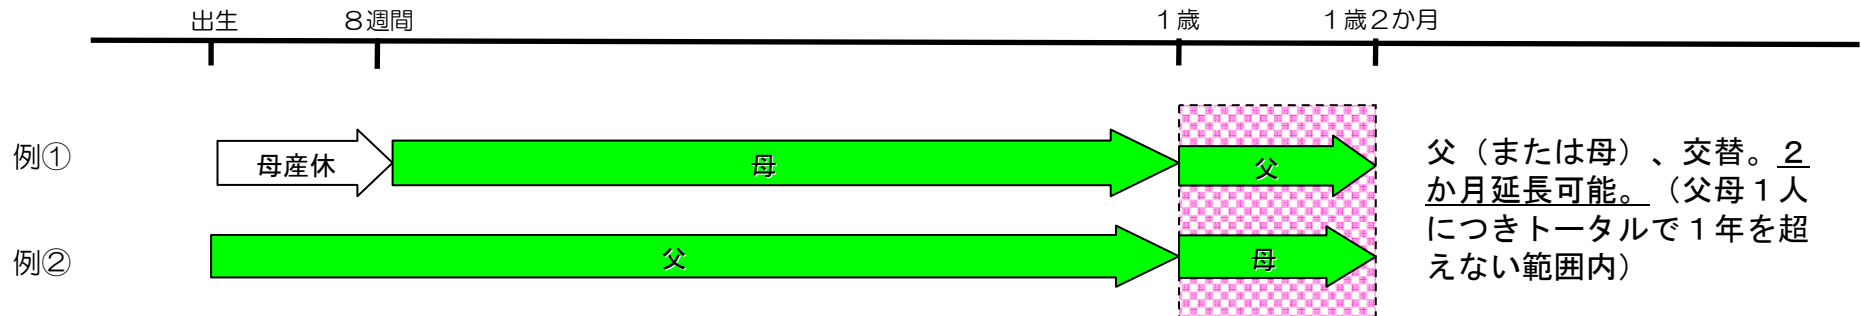 出生 8週間 1歳 1歳2か月
例① 母産休 母 父
父（または母）、交替。2
か月延長可能。（父母1人
につきトータルで1年を超
えない範囲内）
例② 父 母